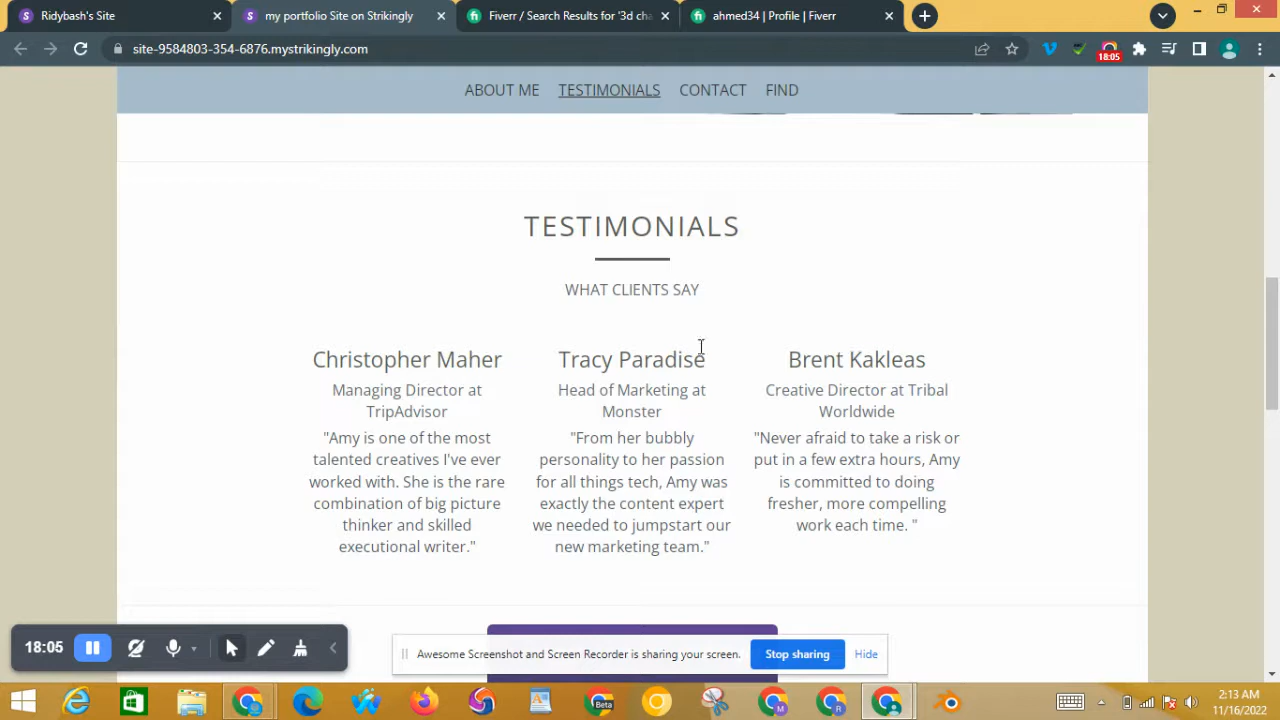 Ridybash's Site
my portfolio Site on Strikingly
Fiverr / Search Results for '3d cha
ahmed34 | Profile | Fiverr
site-9584803-354-6876.mystrikingly.com
18:05
ABOUT ME TESTIMONIALS CONTACT FIND
TESTIMONIALS
WHAT CLIENTS SAY
Christopher Maher
Managing Director at
TripAdvisor
"Amy is one of the most
talented creatives I've ever
worked with. She is the rare
combination of big picture
thinker and skilled
executional writer."
Tracy Paradise
Head of Marketing at
Monster
"From her bubbly
personality to her passion
for all things tech, Amy was
exactly the content expert
we needed to jumpstart our
new marketing team."
Brent Kakleas
Creative Director at Tribal
Worldwide
"Never afraid to take a risk or
put in a few extra hours, Amy
is committed to doing
fresher, more compelling
work each time. "
18:05
Awesome Screenshot and Screen Recorder is sharing your screen.
Stop sharing
Hide
Beta
M
R
2:13 AM
11/16/2022